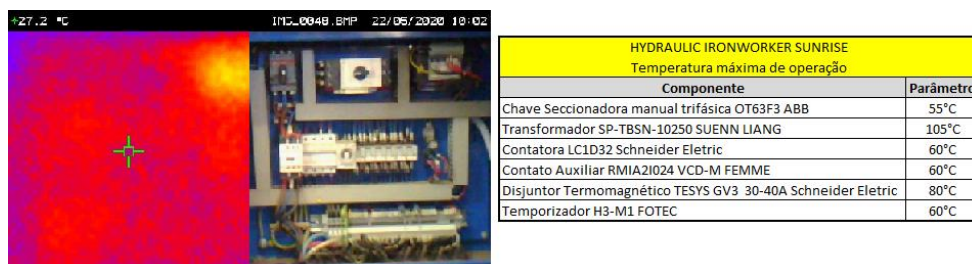 +27.2 °C IMG_0048.BMP 22/05/2020 10:02
HYDRAULIC IRONWORKER SUNRISE
Temperatura máxima de operação
Componente Parâmetro
Chave Seccionadora manual trifásica OT63F3 ABB 55°C
Transformador SP-TBSN-10250 SUENN LIANG 105°C
Contatora LC1D32 Schneider Eletric 60°C
Contato Auxiliar RMIA2I024 VCD-M FEMME 60°C
Disjuntor Termomagnético TESYS GV3 30-40A Schneider Eletric 80°C
Temporizador H3-M1 FOTEC 60°C